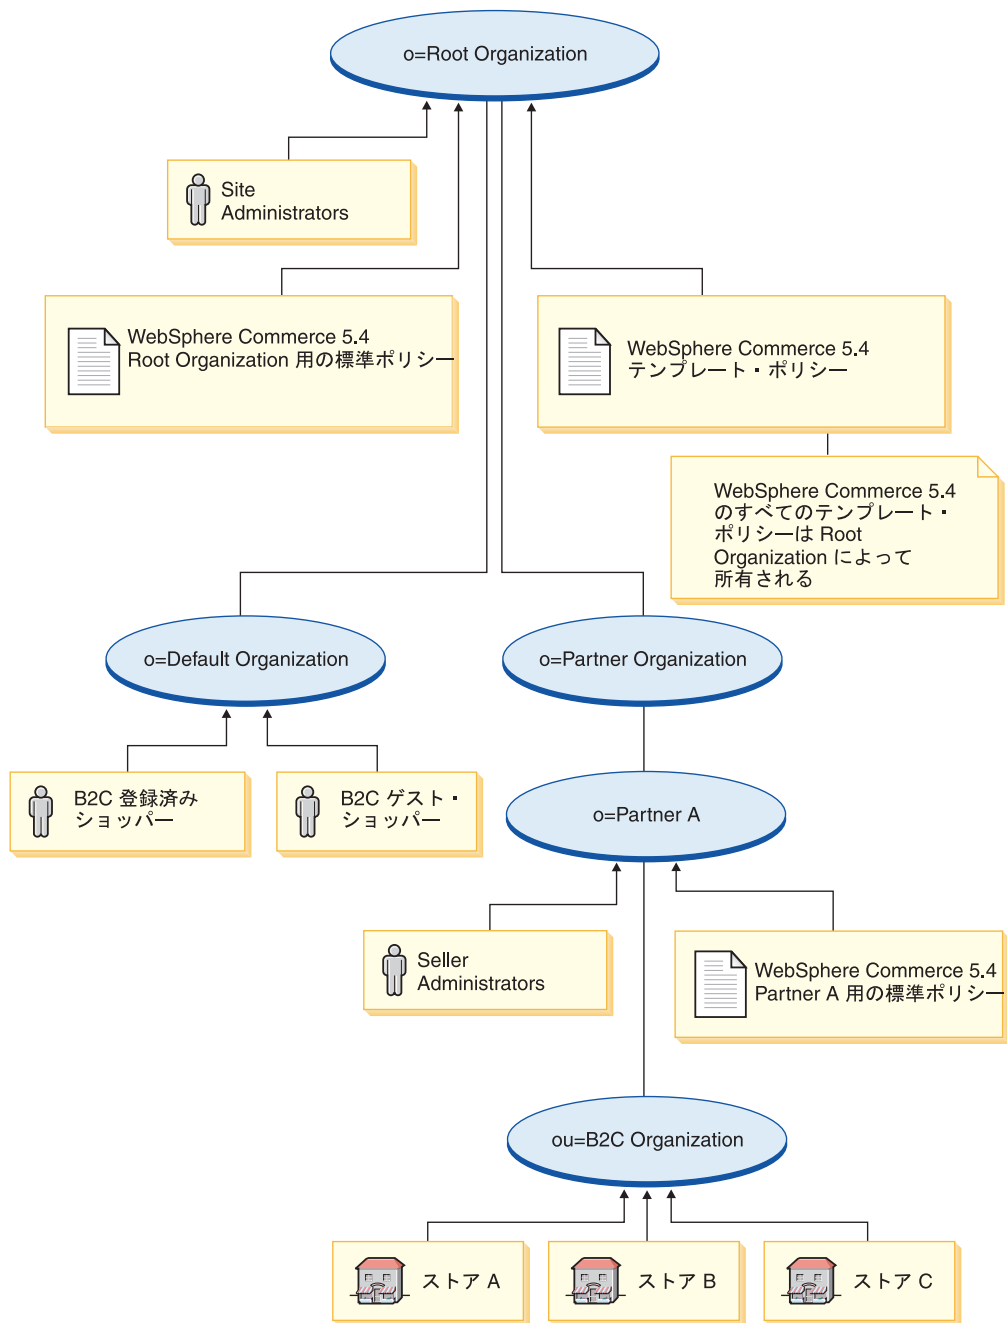 o=Root Organization
Site
Administrators
WebSphere Commerce 5.4
Root Organization 用の標準ポリシー
WebSphere Commerce 5.4
テンプレート・ポリシー
WebSphere Commerce 5.4
のすべてのテンプレート・
ポリシーは Root
Organization によって
所有される
o=Default Organization
o=Partner Organization
B2C 登録済み
ショッパー
B2C ゲスト・
ショッパー
o=Partner A
Seller
Administrators
WebSphere Commerce 5.4
Partner A 用の標準ポリシー
ou=B2C Organization
ストア A
ストア B
ストア C